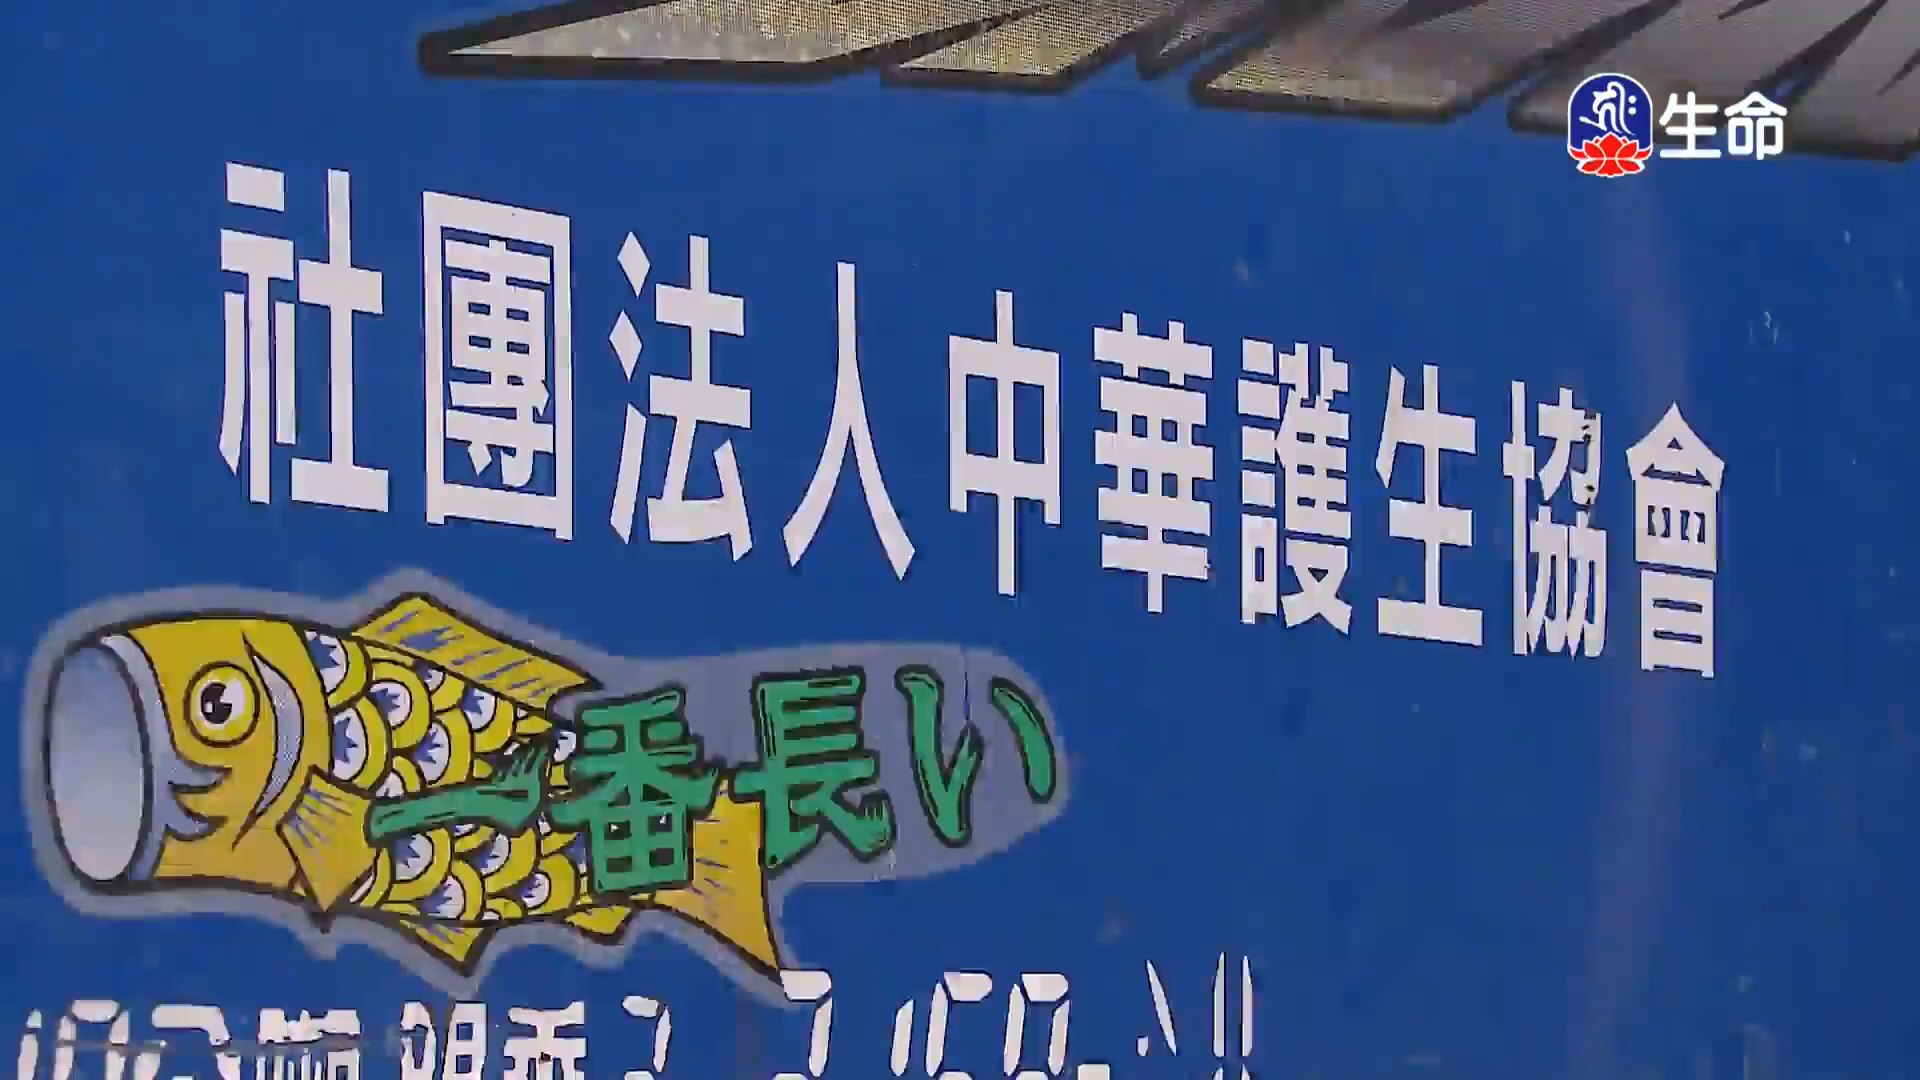 生命
社團法人中華護生協會
一番長い